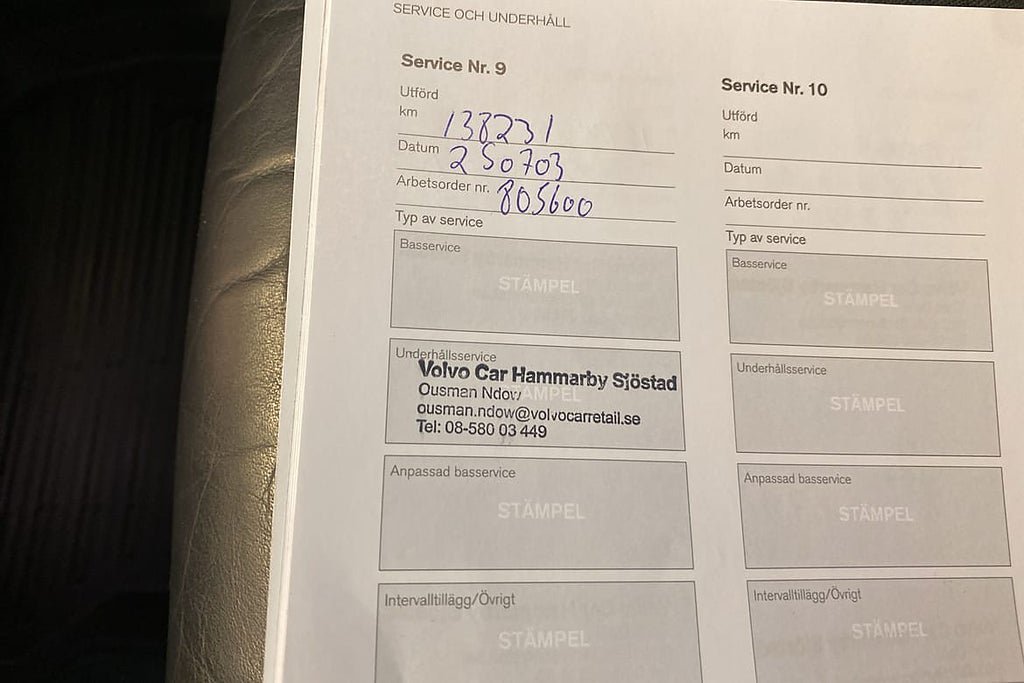 SERVICE OCH UNDERHÅLL
Service Nr. 9
Utförd
km 138231
Datum 250703
Arbetsorder nr. 805600
Typ av service
Basservice
STÄMPEL
Underhållsservice
STÄMPEL
Volvo Car Hammarby Sjöstad
Ousman Ndow
ousman.ndow@volvocarretail.se
Tel: 08-580 03 449
Anpassad basservice
STÄMPEL
Intervalltillägg/Övrigt
STÄMPEL
Service Nr. 10
Utförd
km
Datum
Arbetsorder nr.
Typ av service
Basservice
STÄMPEL
Underhållsservice
STÄMPEL
Anpassad basservice
STÄMPEL
Intervalltillägg/Övrigt
STÄMPEL